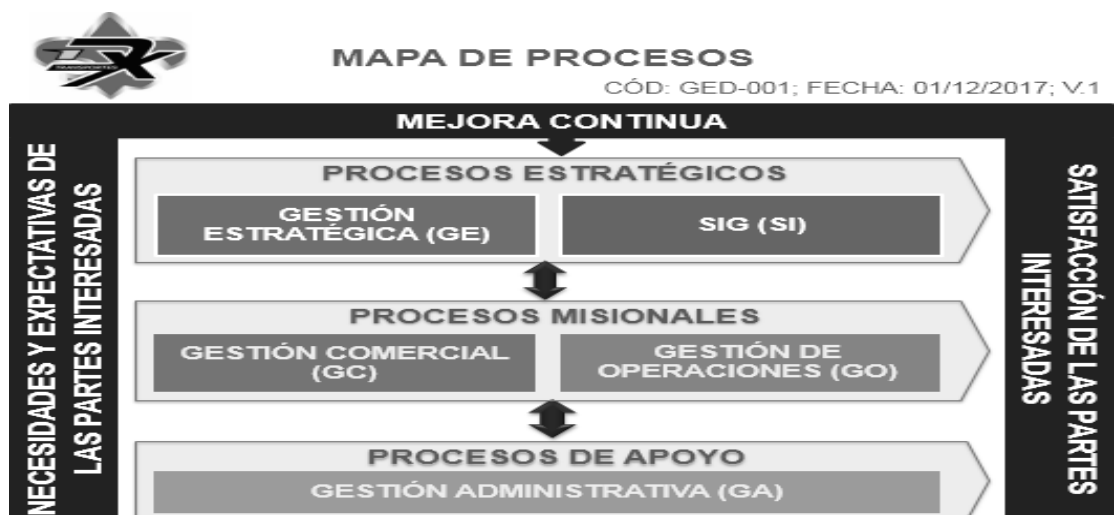 TRANSPORTES
MAPA DE PROCESOS
CÓD: GED-001; FECHA: 01/12/2017; V.1
MEJORA CONTINUA
NECESIDADES Y EXPECTATIVAS DE
LAS PARTES INTERESADAS
PROCESOS ESTRATÉGICOS
GESTIÓN
ESTRATÉGICA (GE)
SIG (SI)
PROCESOS MISIONALES
GESTIÓN COMERCIAL
(GC)
GESTIÓN DE
OPERACIONES (GO)
PROCESOS DE APOYO
GESTIÓN ADMINISTRATIVA (GA)
SATISFACCIÓN DE LAS PARTES
INTERESADAS